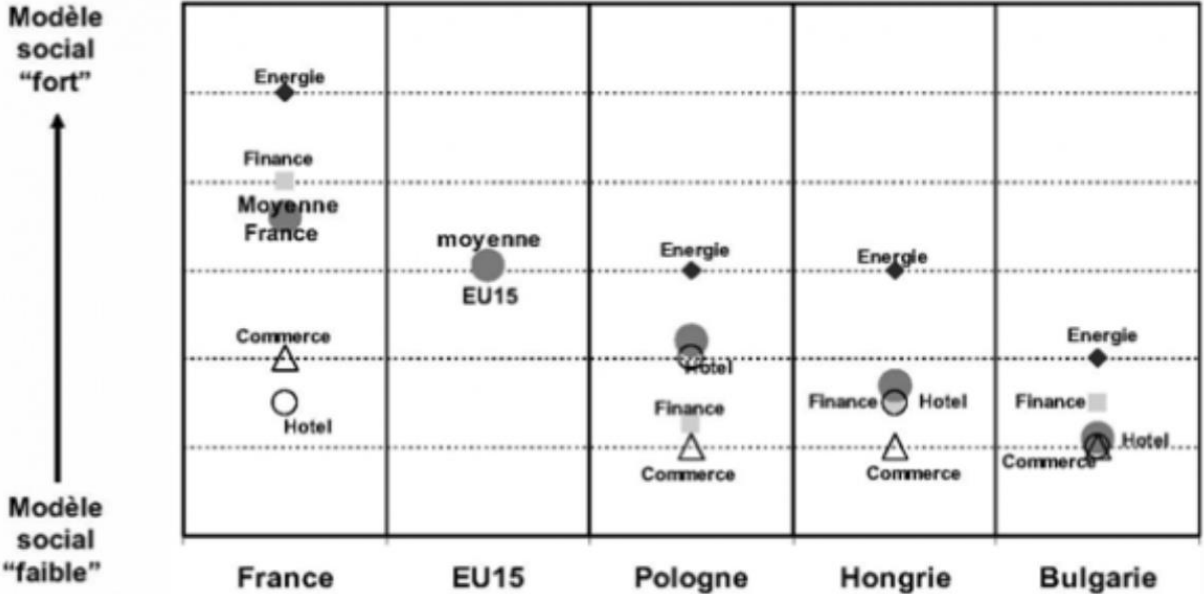 Modèle
social
“fort”
Energie
Finance
Moyenne
France
Commerce
Hotel
moyenne
EU15
Energie
Hotel
Finance
Commerce
Energie
Finance
Hotel
Commerce
Energie
Finance
Hotel
Commerce
Modèle
social
“faible”
France
EU15
Pologne
Hongrie
Bulgarie